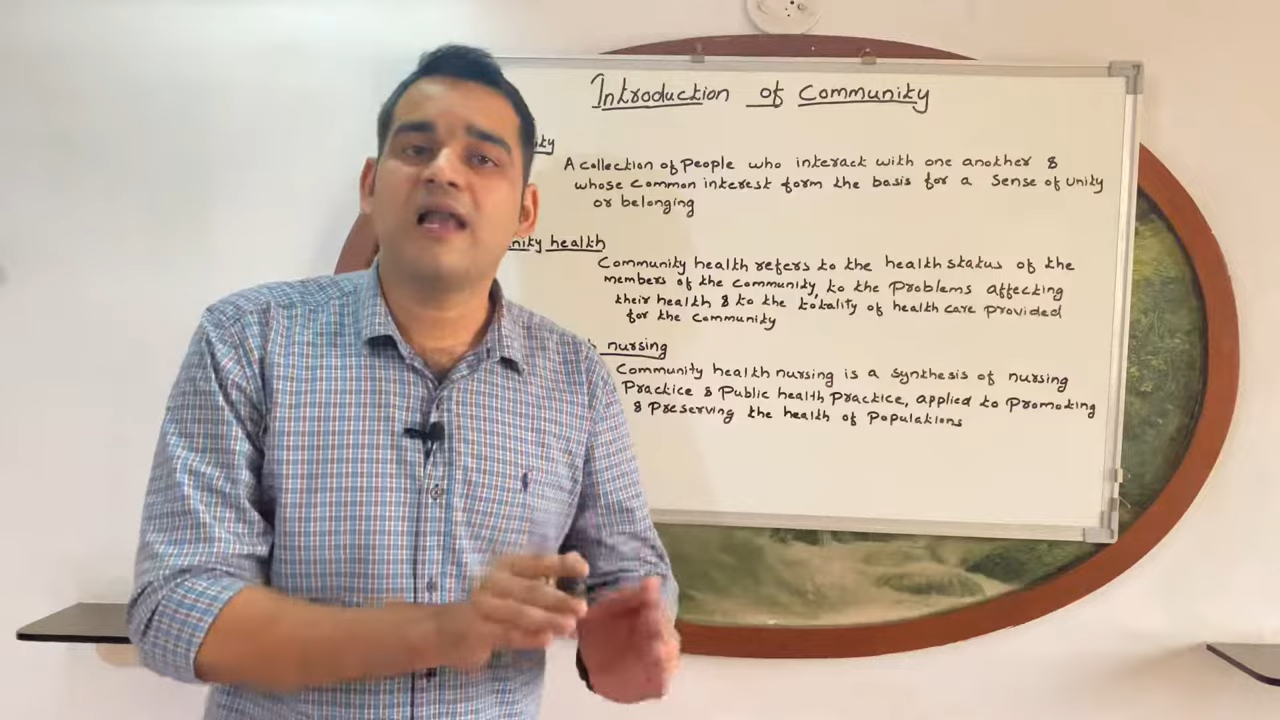 Introduction of Community
A collection of People who interact with one another &
whose Common interest form the basis for a Sense of Unity
or belonging
health
Community health refers to the health status of the
members of the Community, to the Problems affecting
their health & to the totality of health care provided
for the Community
nursing
Community health nursing is a synthesis of nursing
Practice & Public health Practice, applied to Promoting
& Preserving the health of Populations